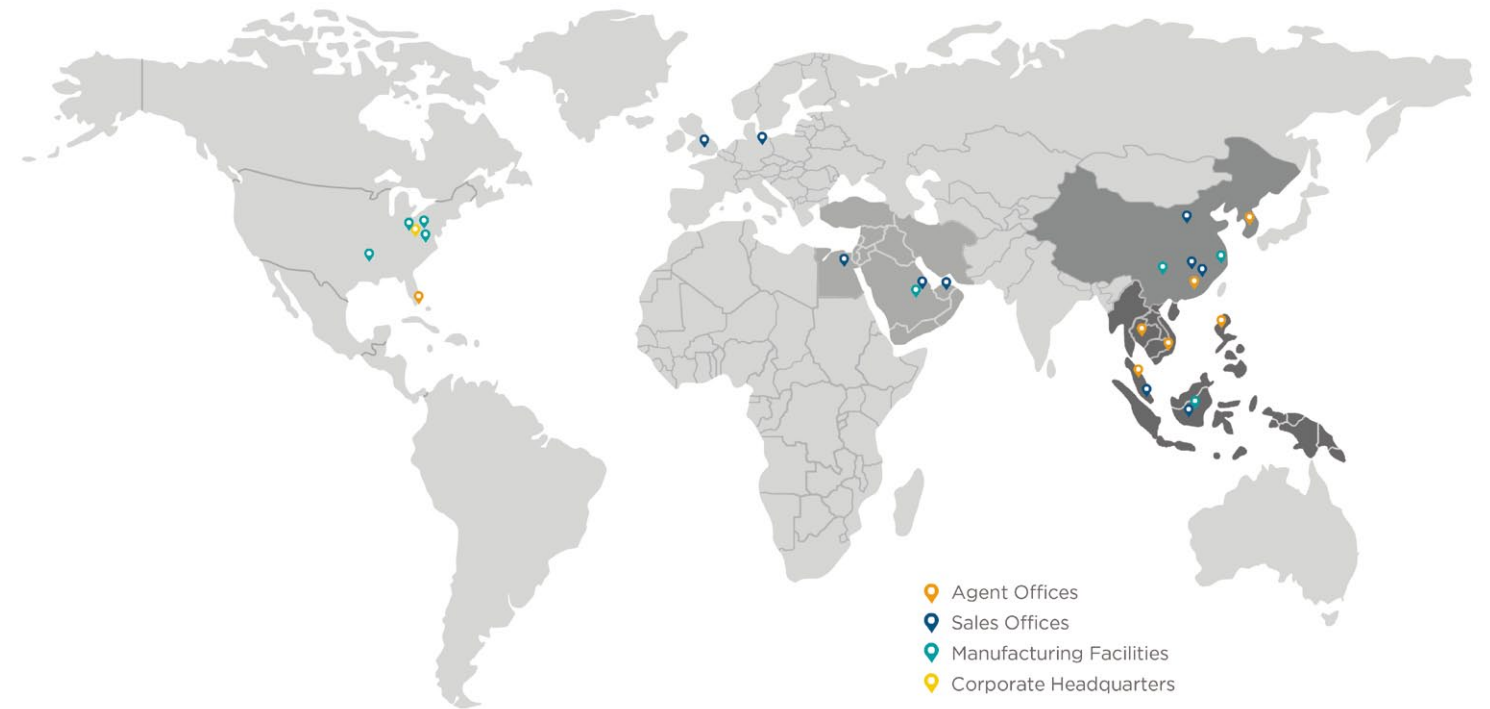 Agent Offices
Sales Offices
Manufacturing Facilities
Corporate Headquarters